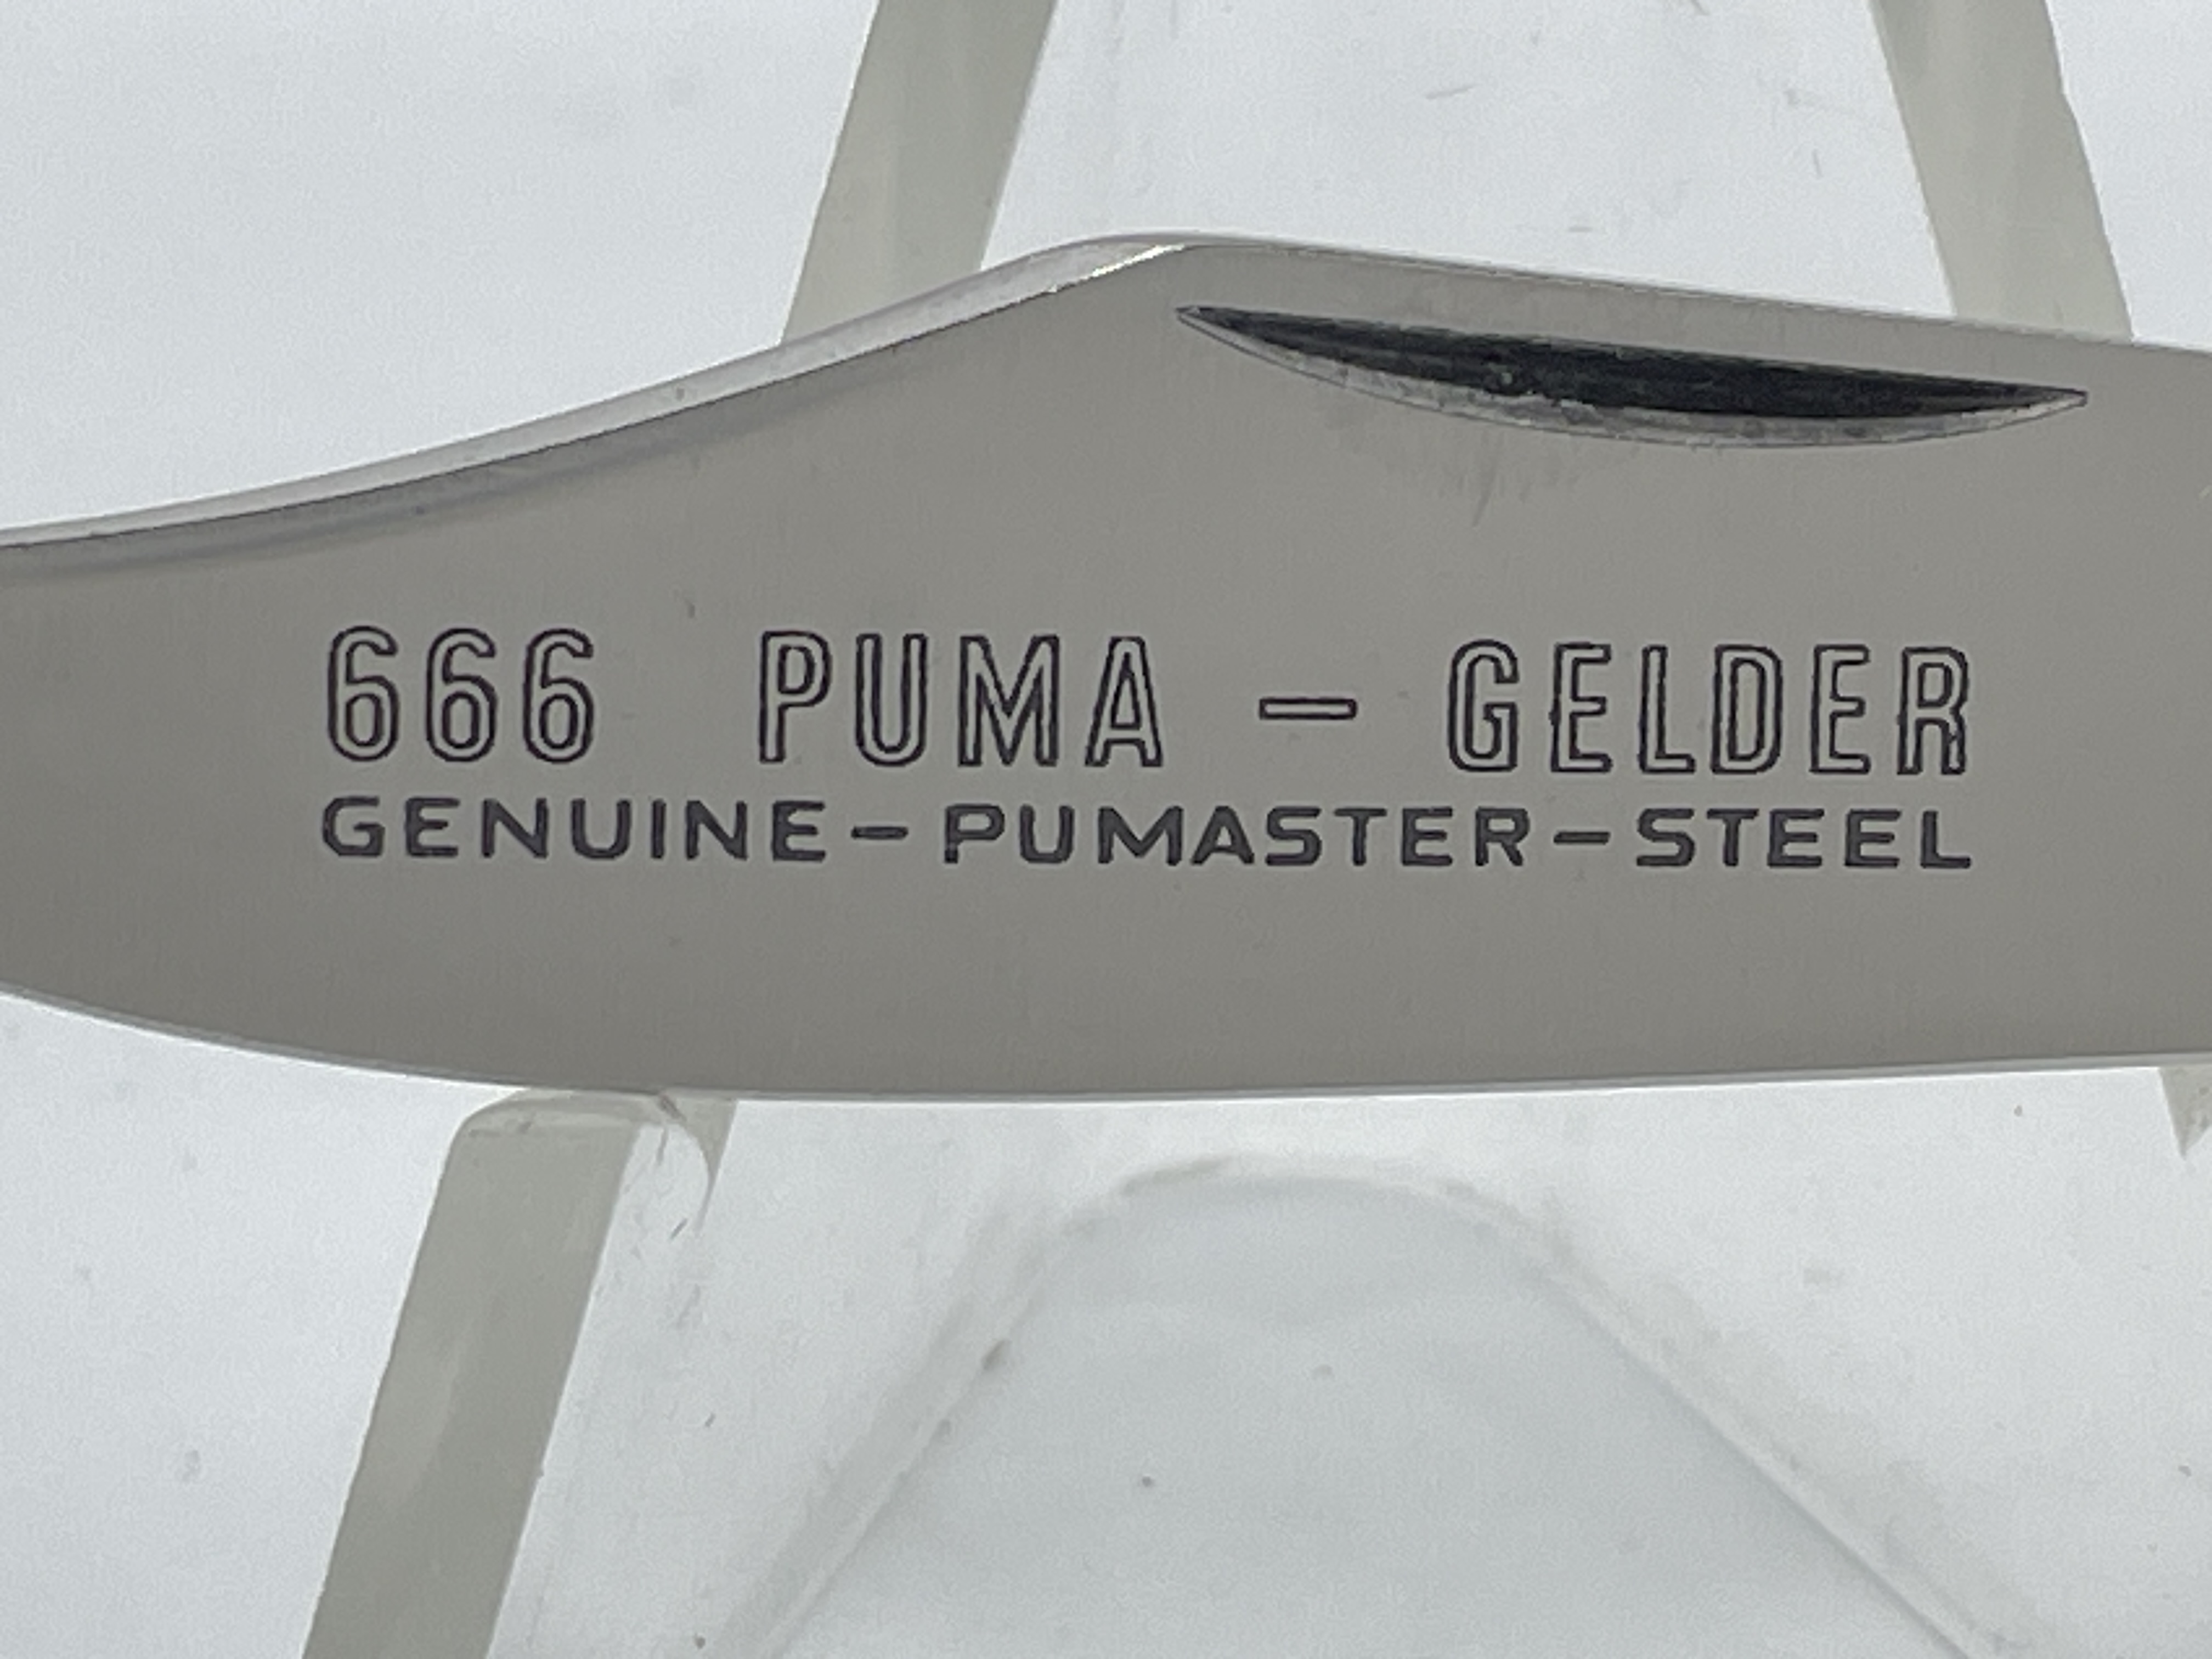 666 PUMA – GELDER
GENUINE–PUMASTER–STEEL